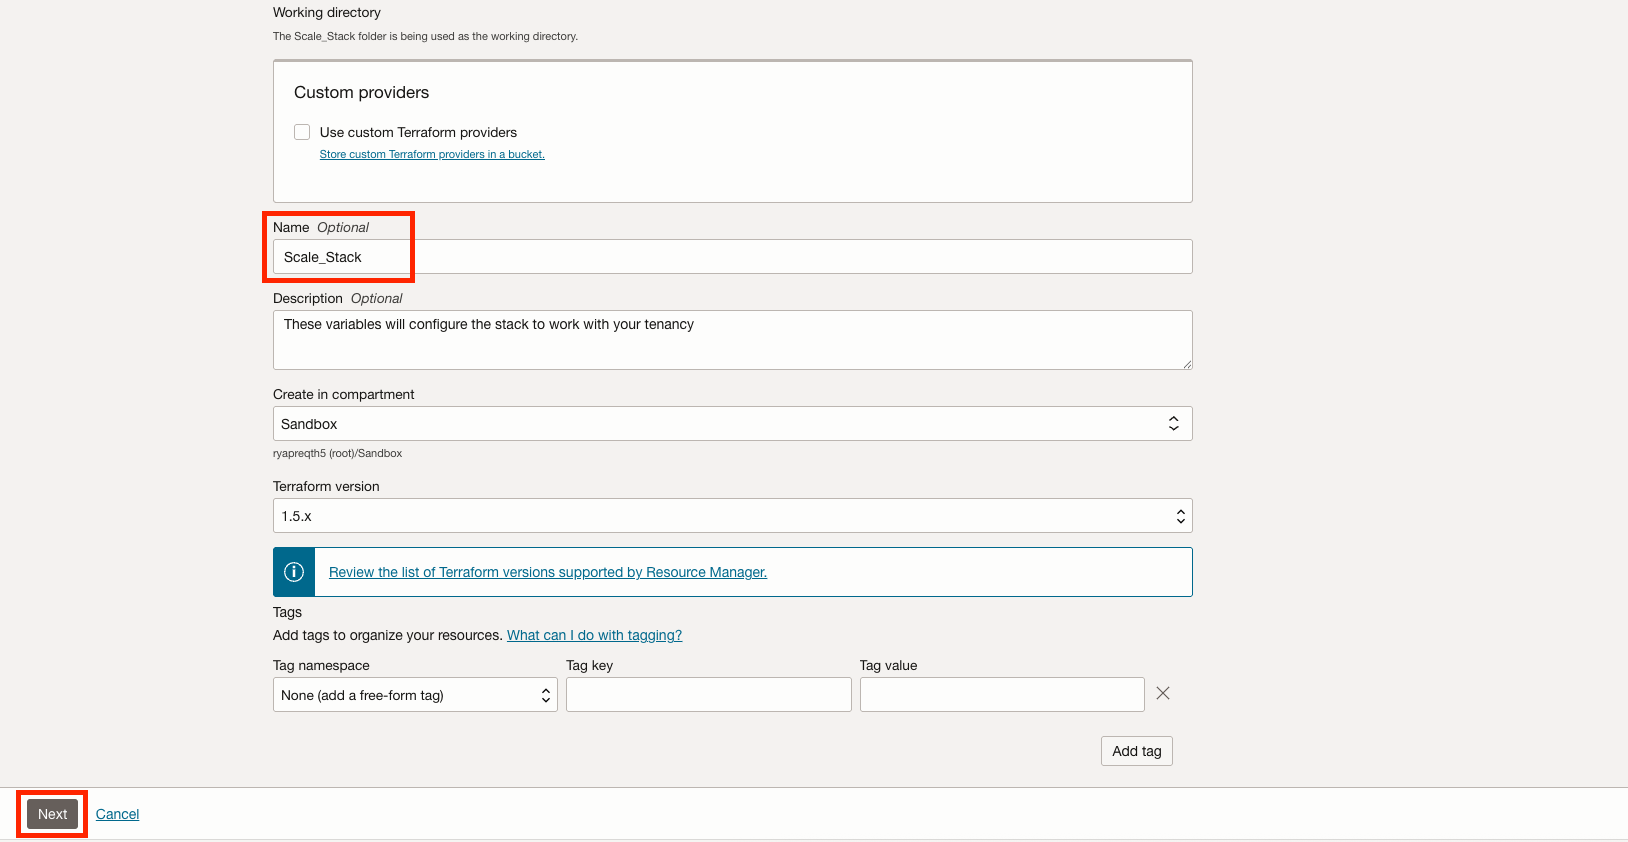 Working directory
The Scale_Stack folder is being used as the working directory.
Custom providers
Use custom Terraform providers
Store custom Terraform providers in a bucket.
Name Optional
Scale_Stack
Description Optional
These variables will configure the stack to work with your tenancy
Create in compartment
Sandbox
ryapreqth5 (root)/Sandbox
Terraform version
1.5.x
Review the list of Terraform versions supported by Resource Manager.
Tags
Add tags to organize your resources. What can I do with tagging?
Tag namespace Tag key Tag value
None (add a free-form tag)
Add tag
Next Cancel